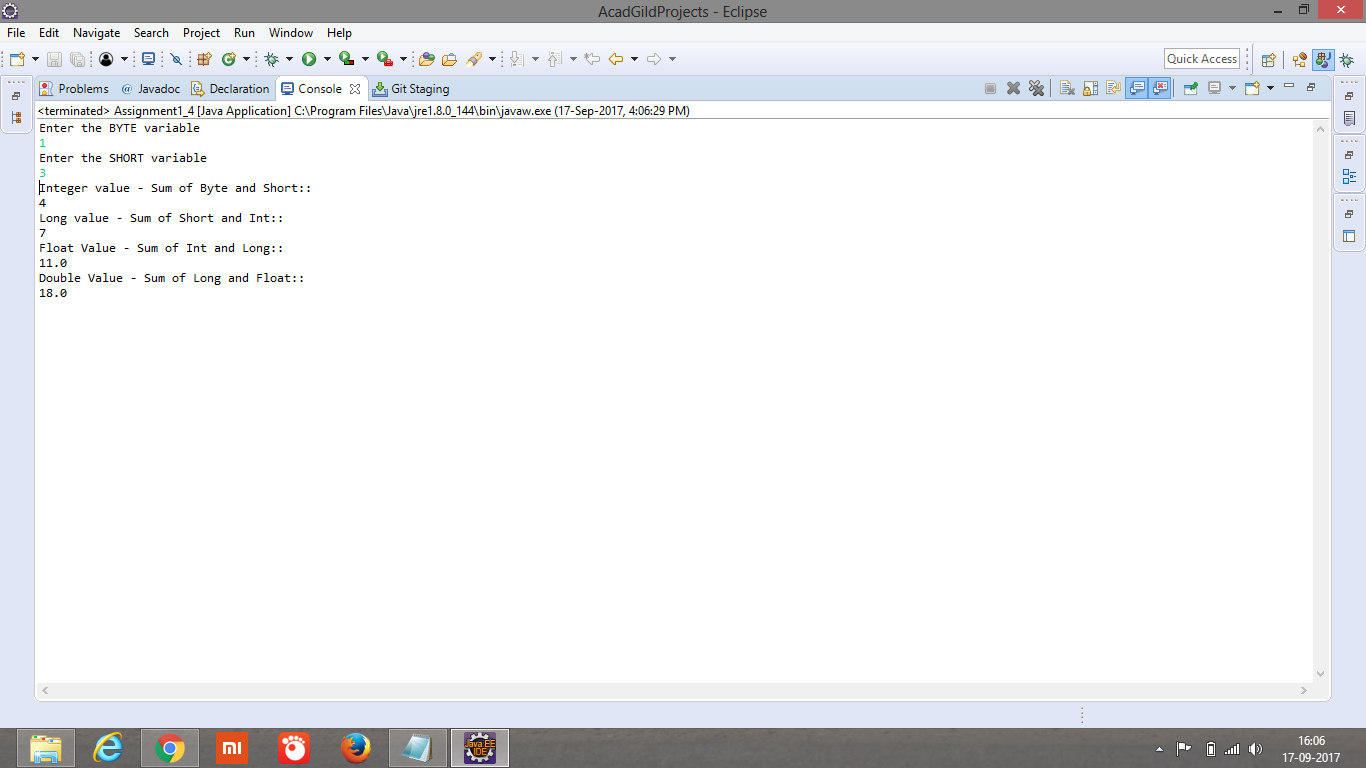 AcadGildProjects - Eclipse
File Edit Navigate Search Project Run Window Help
Quick Access
Problems @ Javadoc Declaration Console Git Staging
<terminated> Assignment1_4 [Java Application] C:\Program Files\Java\jre1.8.0_144\bin\javaw.exe (17-Sep-2017, 4:06:29 PM)
Enter the BYTE variable
1
Enter the SHORT variable
3
Integer value - Sum of Byte and Short::
4
Long value - Sum of Short and Int::
7
Float Value - Sum of Int and Long::
11.0
Double Value - Sum of Long and Float::
18.0
mi
Java EE
IDE
16:06
17-09-2017